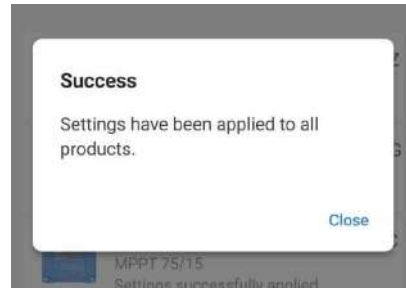 Success
Settings have been applied to all
products.
Close
MPPT 75/15
Settings successfully applied